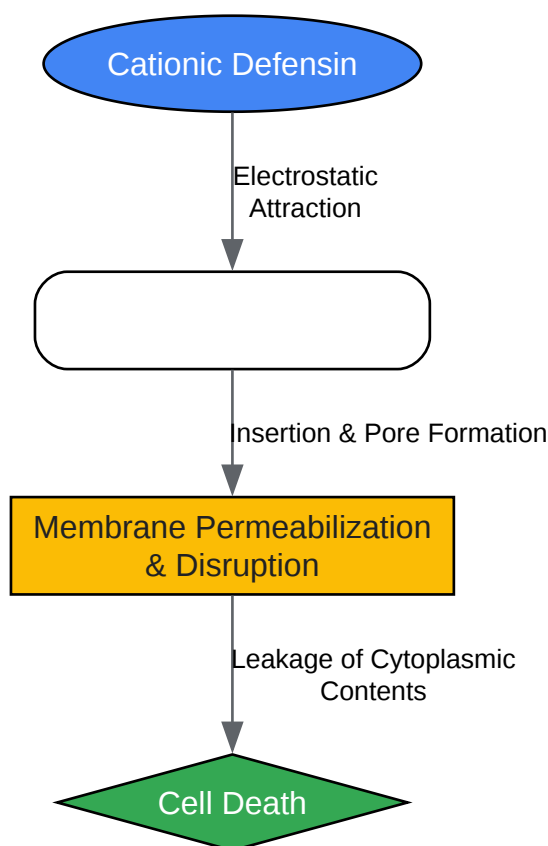 Cationic Defensin
Electrostatic
Attraction
Insertion & Pore Formation
Membrane Permeabilization
& Disruption
Leakage of Cytoplasmic
Contents
Cell Death